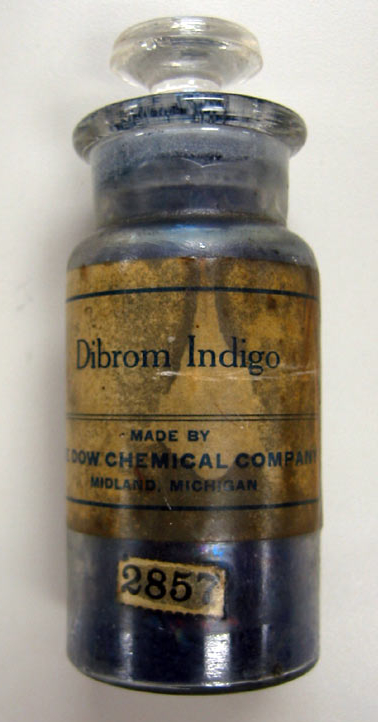 Dibrom Indigo
MADE BY
E DOW CHEMICAL COMPANY
MIDLAND, MICHIGAN
2857